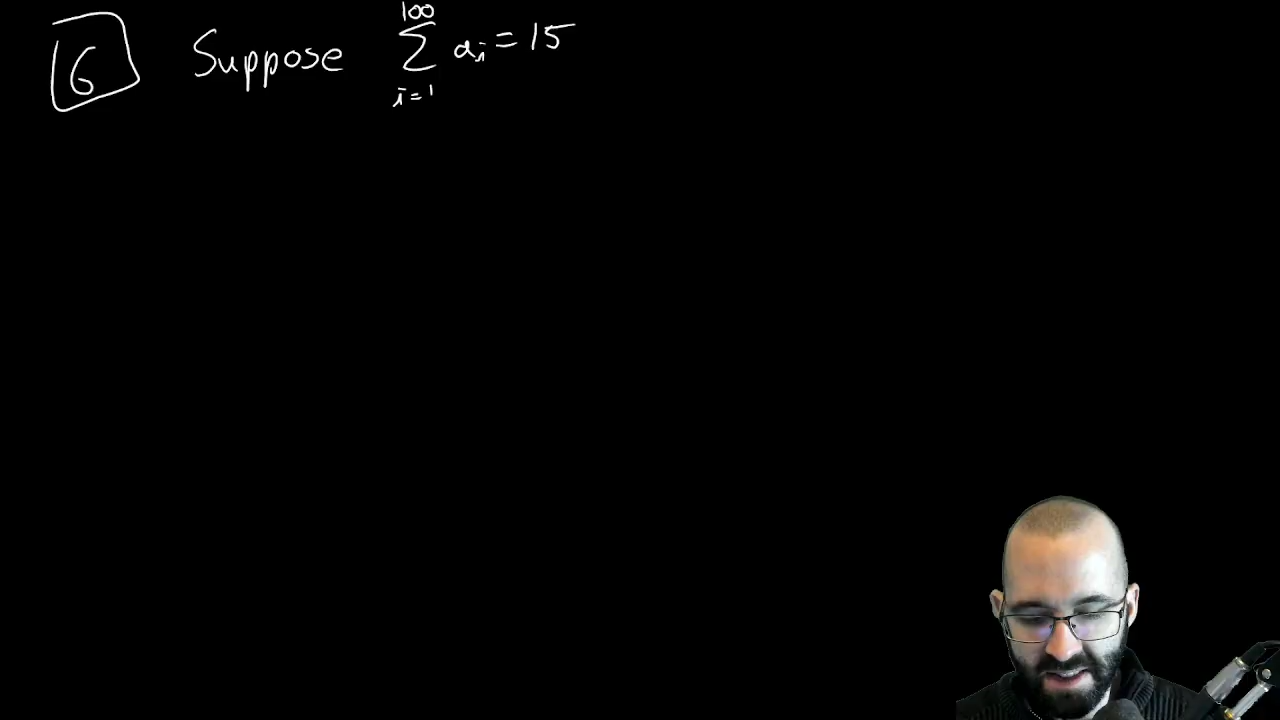 6 Suppose $\sum_{i=1}^{100} a_i = 15$